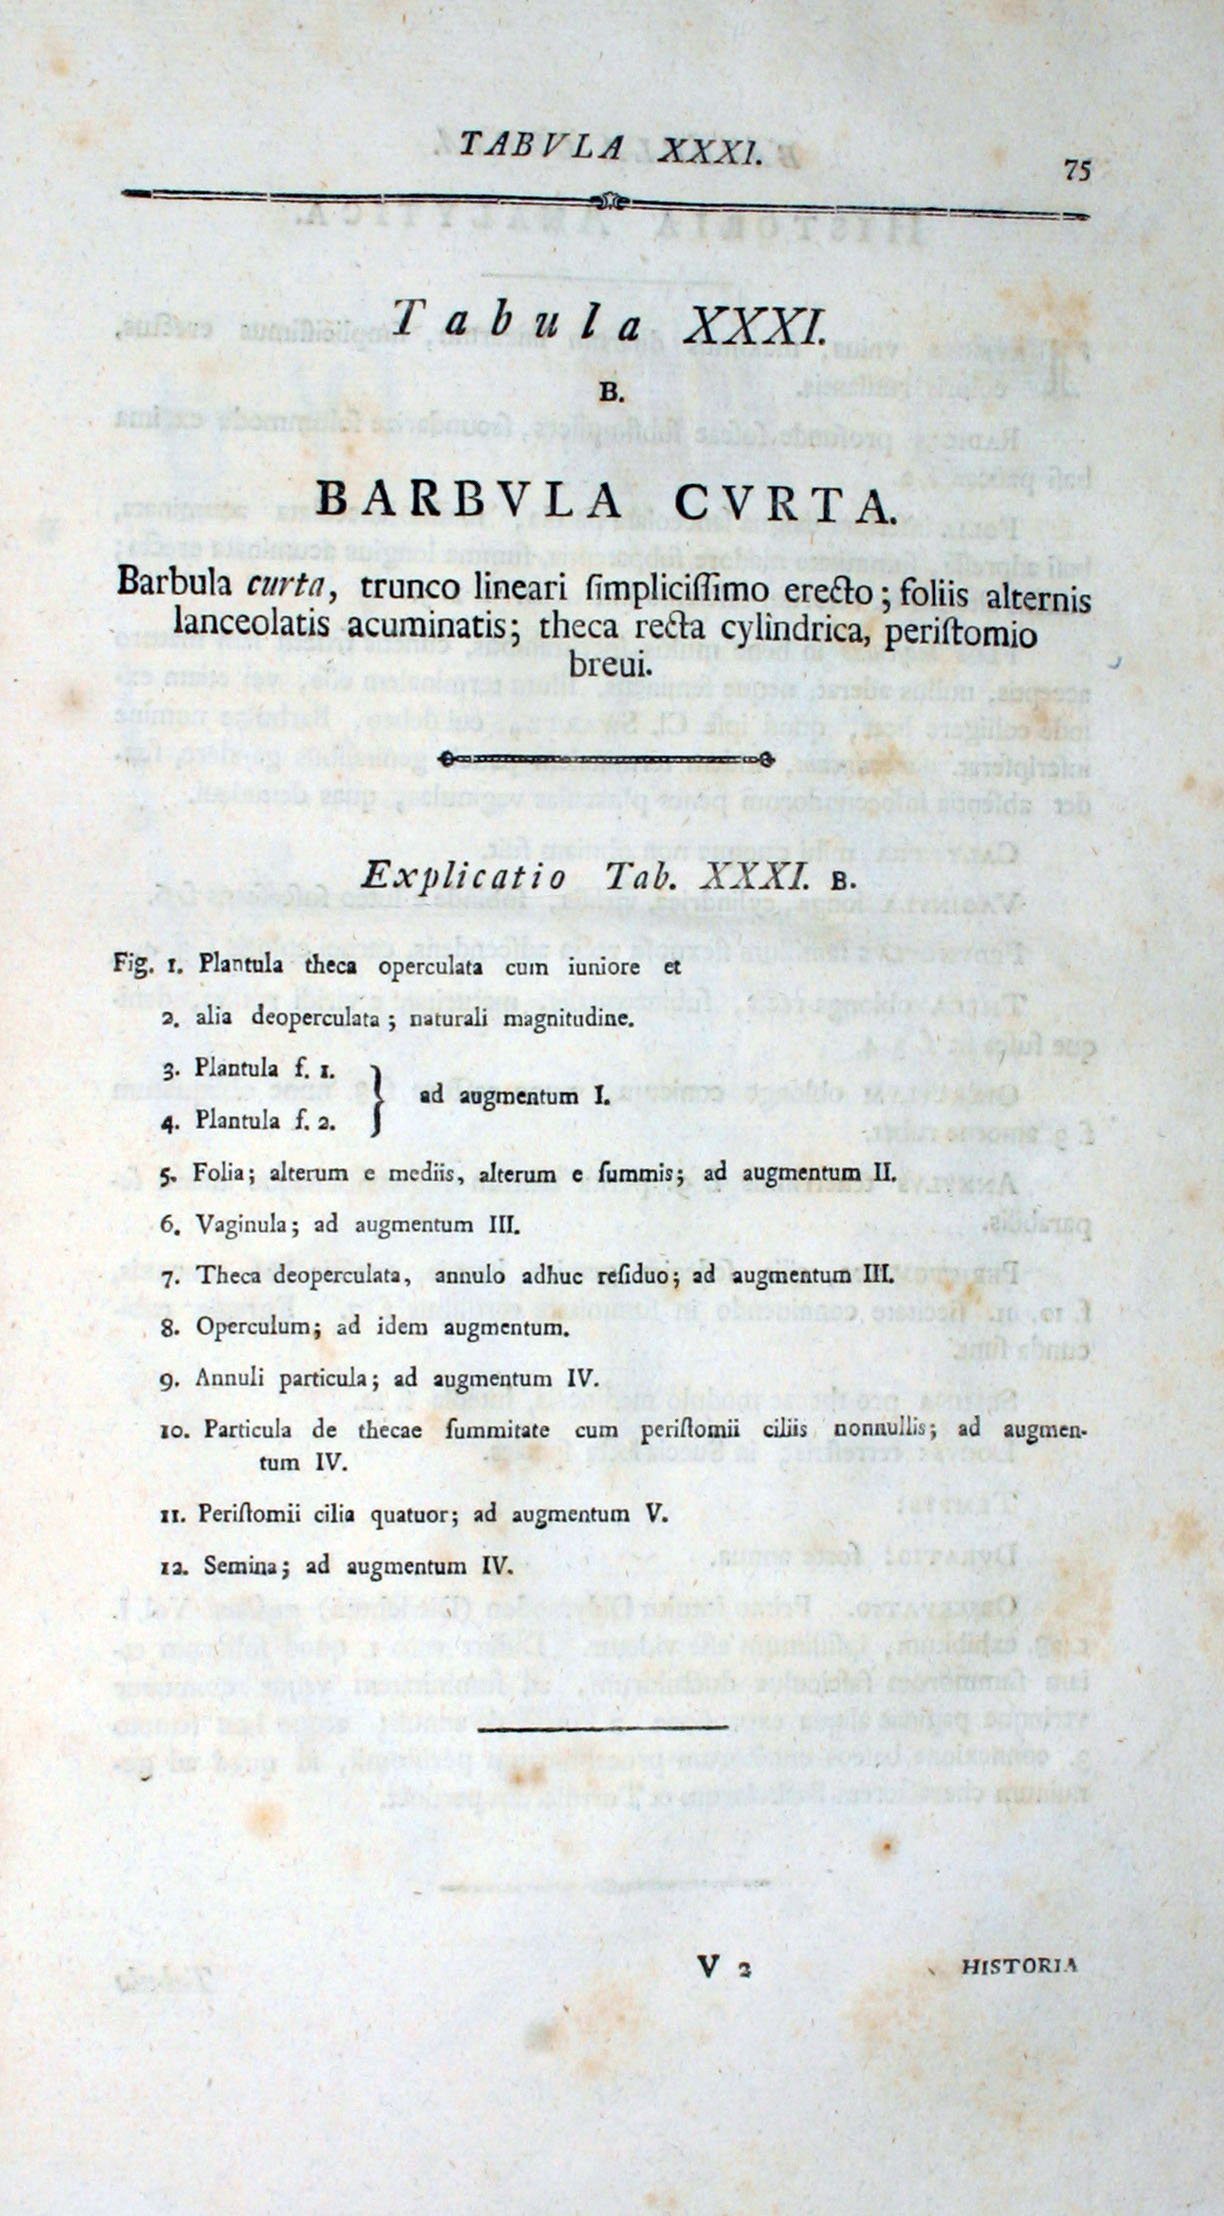 TABVLA XXXI.
75
Tabula XXXI.
B.
BARBVLA CVRTA.
Barbula curta, trunco lineari ſimpliciſſimo erecto; foliis alternis
lanceolatis acuminatis; theca recta cylindrica, periſtomio
breui.
Explicatio Tab. XXXI. B.
Fig. 1. Plantula theca operculata cum iuniore et
2. alia deoperculata; naturali magnitudine.
3. Plantula f. 1.
} ad augmentum I.
4. Plantula f. 2.
5. Folia; alterum e mediis, alterum e ſummis; ad augmentum II.
6. Vaginula; ad augmentum III.
7. Theca deoperculata, annulo adhuc reſiduo; ad augmentum III.
8. Operculum; ad idem augmentum.
9. Annuli particula; ad augmentum IV.
10. Particula de thecae ſummitate cum periſtomii ciliis nonnullis; ad augmen-
tum IV.
11. Periſtomii cilia quatuor; ad augmentum V.
12. Semina; ad augmentum IV.
V 2
HISTORIA